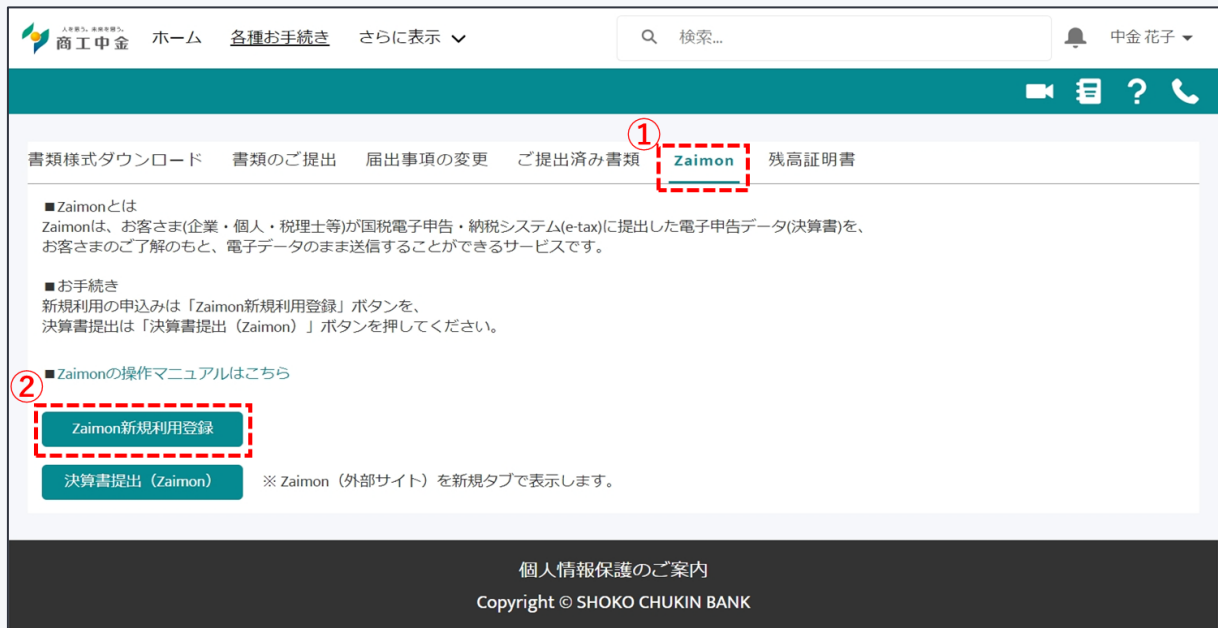 人を思う。未来を思う。
商工中金
ホーム 各種お手続き さらに表示
検索...
中金 花子
①
書類様式ダウンロード 書類のご提出 届出事項の変更 ご提出済み書類 Zaimon 残高証明書
■Zaimonとは
Zaimonは、お客さま(企業・個人・税理士等)が国税電子申告・納税システム(e-tax)に提出した電子申告データ(決算書)を、
お客さまのご了解のもと、電子データのまま送信することができるサービスです。
■お手続き
新規利用の申込みは「Zaimon新規利用登録」ボタンを、
決算書提出は「決算書提出（Zaimon）」ボタンを押してください。
■Zaimonの操作マニュアルはこちら
②
Zaimon新規利用登録
決算書提出（Zaimon） ※ Zaimon（外部サイト）を新規タブで表示します。
個人情報保護のご案内
Copyright © SHOKO CHUKIN BANK